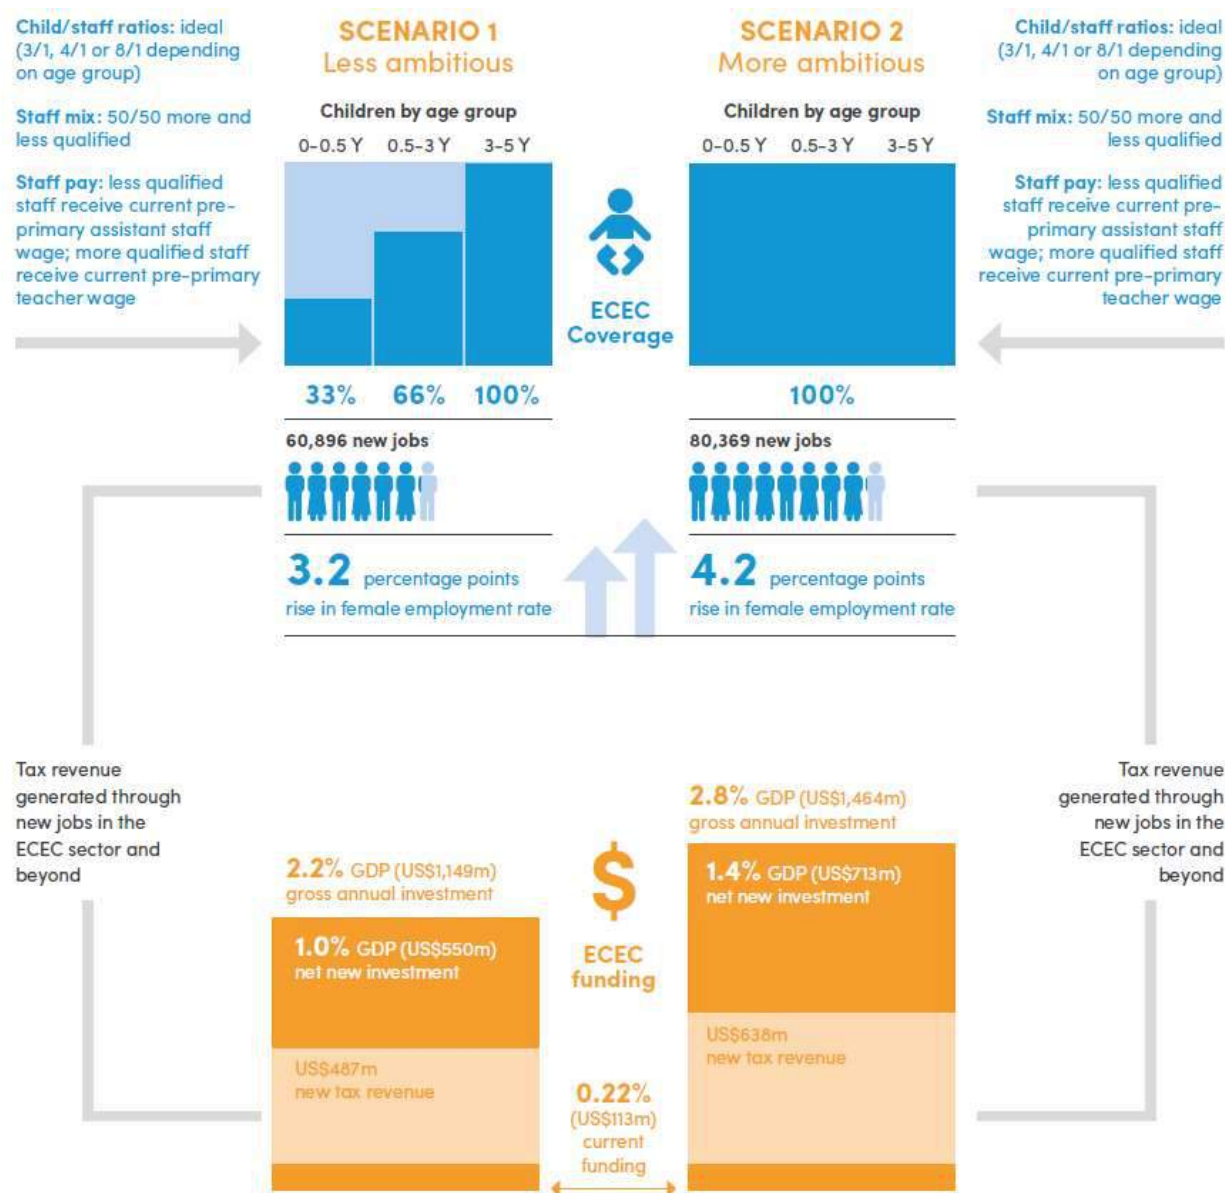 Child/staff ratios: ideal
(3/1, 4/1 or 8/1 depending
on age group)
Staff mix: 50/50 more and
less qualified
Staff pay: less qualified
staff receive current pre-
primary assistant staff
wage; more qualified staff
receive current pre-primary
teacher wage
SCENARIO 1
Less ambitious
Children by age group
0-0.5 Y 0.5-3 Y 3-5 Y
33% 66% 100%
60,896 new jobs
3.2 percentage points
rise in female employment rate
ECEC
Coverage
SCENARIO 2
More ambitious
Children by age group
0-0.5 Y 0.5-3 Y 3-5 Y
100%
80,369 new jobs
4.2 percentage points
rise in female employment rate
Child/staff ratios: ideal
(3/1, 4/1 or 8/1 depending
on age group)
Staff mix: 50/50 more and
less qualified
Staff pay: less qualified
staff receive current pre-
primary assistant staff
wage; more qualified staff
receive current pre-primary
teacher wage
Tax revenue
generated through
new jobs in the
ECEC sector and
beyond
2.2% GDP (US$1,149m)
gross annual investment
1.0% GDP (US$550m)
net new investment
US$487m
new tax revenue
$
ECEC
funding
0.22%
(US$113m)
current
funding
2.8% GDP (US$1,464m)
gross annual investment
1.4% GDP (US$713m)
net new investment
US$638m
new tax revenue
Tax revenue
generated through
new jobs in the
ECEC sector and
beyond